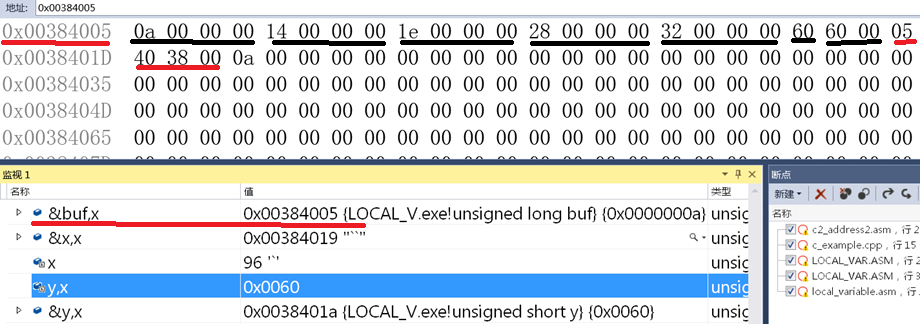 地址: 0x00384005
0x00384005 0a 00 00 00 14 00 00 00 1e 00 00 00 28 00 00 00 32 00 00 00 60 60 00 05
0x0038401D 40 38 00 0a 00 00 00 00 00 00 00 00 00 00 00 00 00 00 00 00 00 00 00 00
0x00384035 00 00 00 00 00 00 00 00 00 00 00 00 00 00 00 00 00 00 00 00 00 00 00 00
0x0038404D 00 00 00 00 00 00 00 00 00 00 00 00 00 00 00 00 00 00 00 00 00 00 00 00
0x00384065 00 00 00 00 00 00 00 00 00 00 00 00 00 00 00 00 00 00 00 00 00 00 00 00
监视 1
名称 值 类型
&buf,x 0x00384005 {LOCAL_V.exe!unsigned long buf} {0x0000000a} unsig
&x,x 0x00384019 "``" unsig
x 96 '`' unsig
y,x 0x0060 unsig
&y,x 0x0038401a {LOCAL_V.exe!unsigned short y} {0x0060} unsig
断点
新建
名称
c2_address2.asm, 行 2
c_example.cpp, 行 15
LOCAL_VAR.ASM, 行 2
LOCAL_VAR.ASM, 行 3
local_variable.asm, 行 2